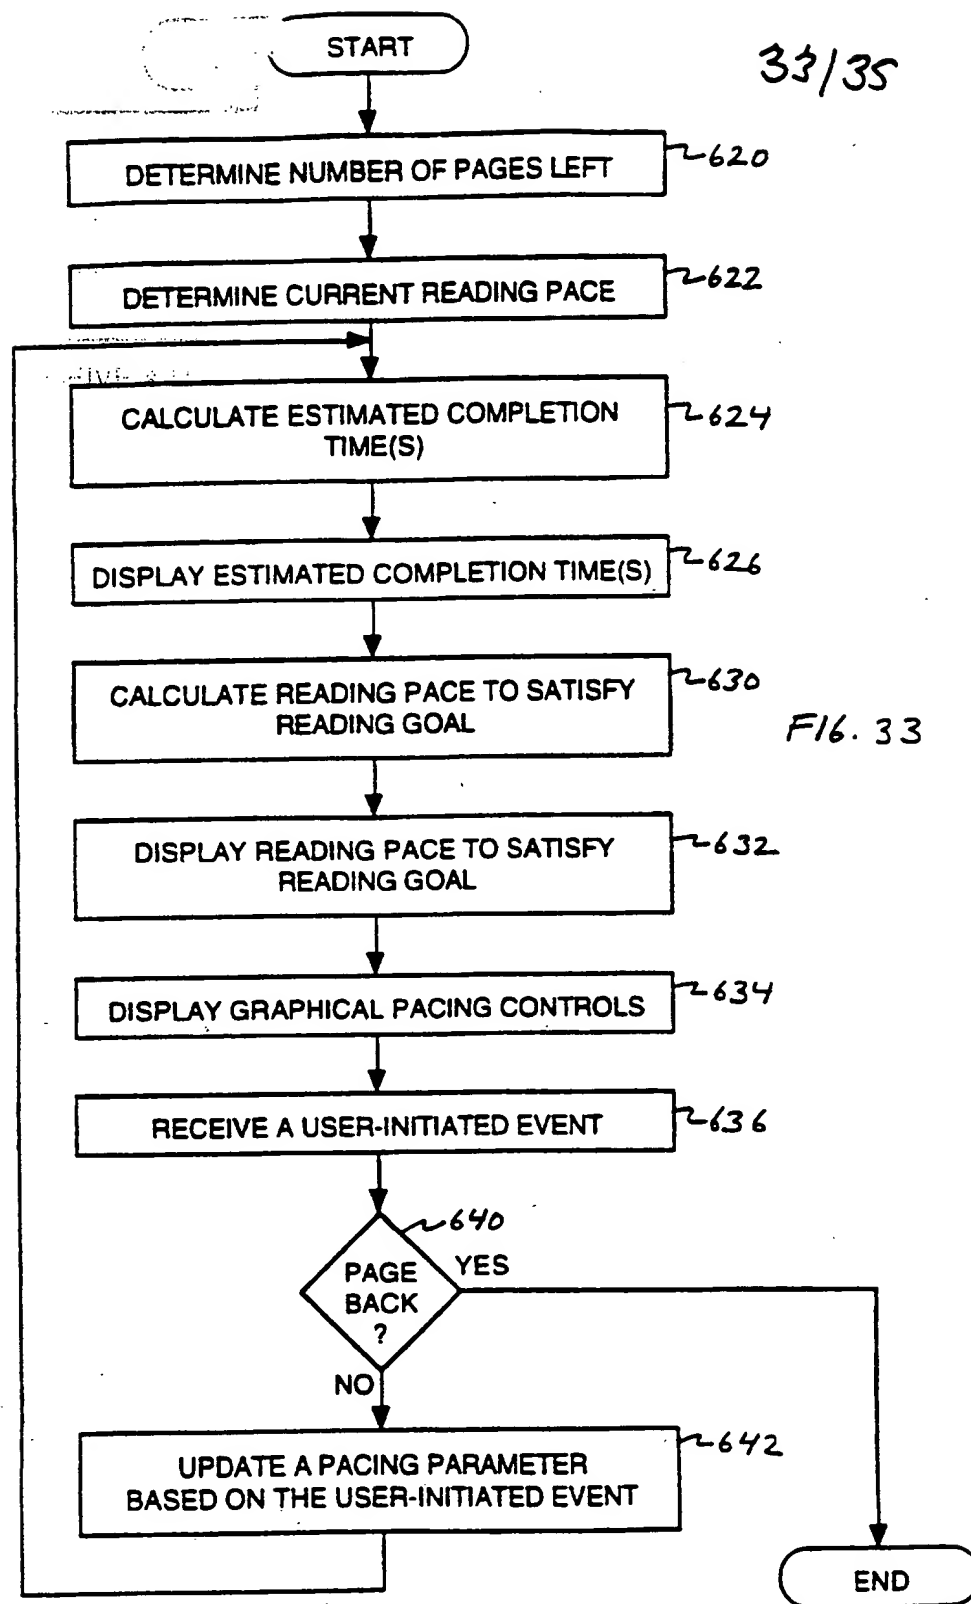 START
33/35
DETERMINE NUMBER OF PAGES LEFT
620
DETERMINE CURRENT READING PACE
622
CALCULATE ESTIMATED COMPLETION
TIME(S)
624
DISPLAY ESTIMATED COMPLETION TIME(S)
626
CALCULATE READING PACE TO SATISFY
READING GOAL
630
FIG. 33
DISPLAY READING PACE TO SATISFY
READING GOAL
632
DISPLAY GRAPHICAL PACING CONTROLS
634
RECEIVE A USER-INITIATED EVENT
636
640
PAGE
BACK
?
YES
NO
UPDATE A PACING PARAMETER
BASED ON THE USER-INITIATED EVENT
642
END